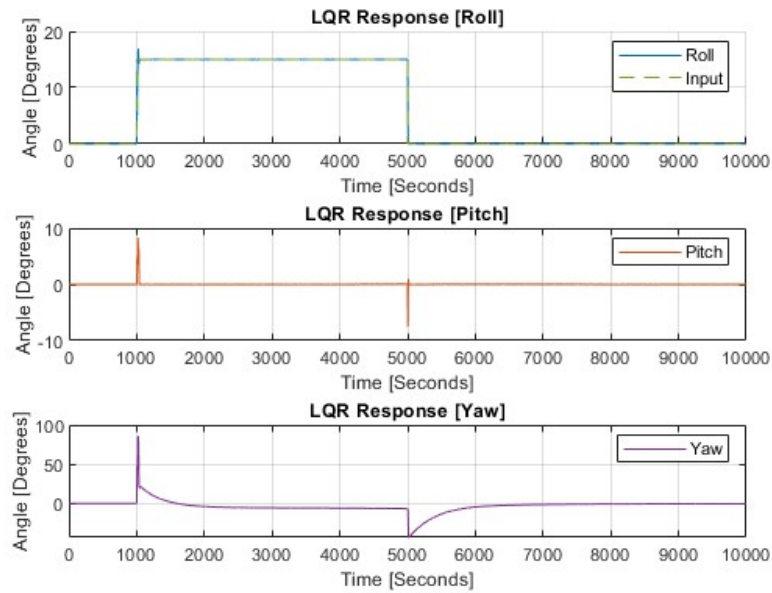 LQR Response [Roll]
Angle [Degrees]
20
10
0
Roll
Input
0 1000 2000 3000 4000 5000 6000 7000 8000 9000 10000
Time [Seconds]
LQR Response [Pitch]
Angle [Degrees]
10
0
-10
Pitch
0 1000 2000 3000 4000 5000 6000 7000 8000 9000 10000
Time [Seconds]
LQR Response [Yaw]
Angle [Degrees]
100
50
0
Yaw
0 1000 2000 3000 4000 5000 6000 7000 8000 9000 10000
Time [Seconds]